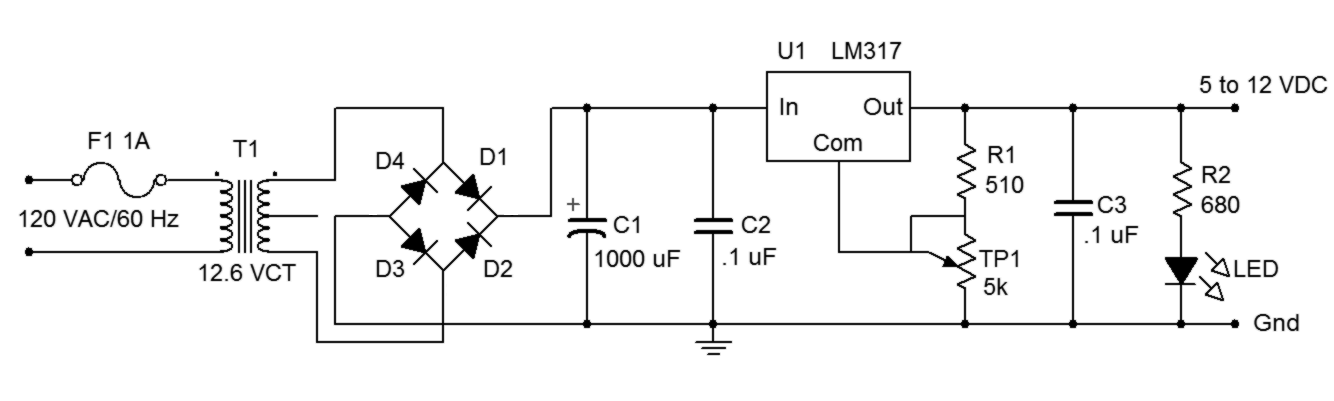 U1 LM317
5 to 12 VDC
In
Out
Com
F1 1A
T1
120 VAC/60 Hz
12.6 VCT
D4
D1
D3
D2
+
C1
1000 uF
C2
.1 uF
R1
510
TP1
5k
C3
.1 uF
R2
680
LED
Gnd